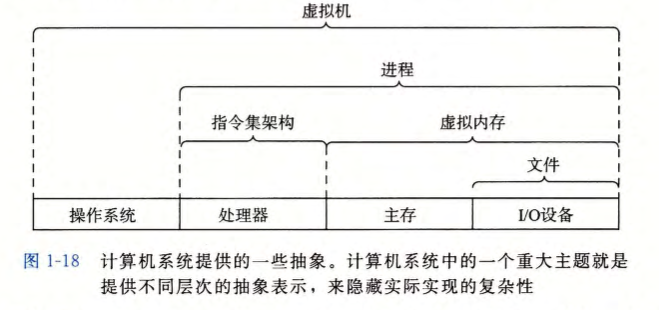 虚拟机
进程
指令集架构
虚拟内存
文件
操作系统
处理器
主存
I/O设备
图 1-18 计算机系统提供的一些抽象。计算机系统中的一个重大主题就是
提供不同层次的抽象表示，来隐藏实际实现的复杂性